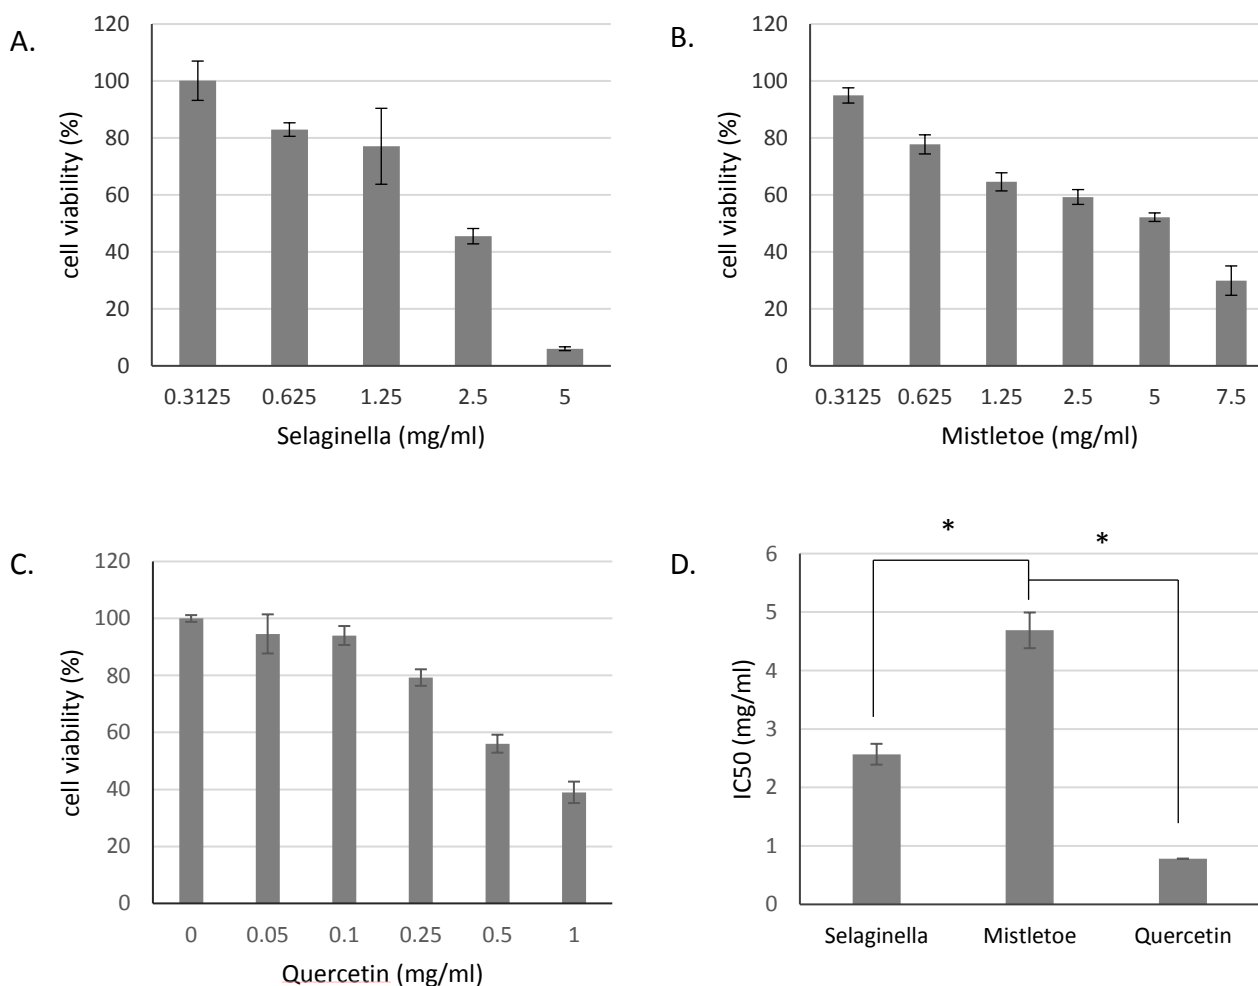 A.
120
100
80
60
40
20
0
cell viability (%)
0.3125 0.625 1.25 2.5 5
Selaginella (mg/ml)
B.
120
100
80
60
40
20
0
cell viability (%)
0.3125 0.625 1.25 2.5 5 7.5
Mistletoe (mg/ml)
C.
120
100
80
60
40
20
0
cell viability (%)
0 0.05 0.1 0.25 0.5 1
Quercetin (mg/ml)
D.
* *
6
5
4
3
2
1
0
IC50 (mg/ml)
Selaginella Mistletoe Quercetin